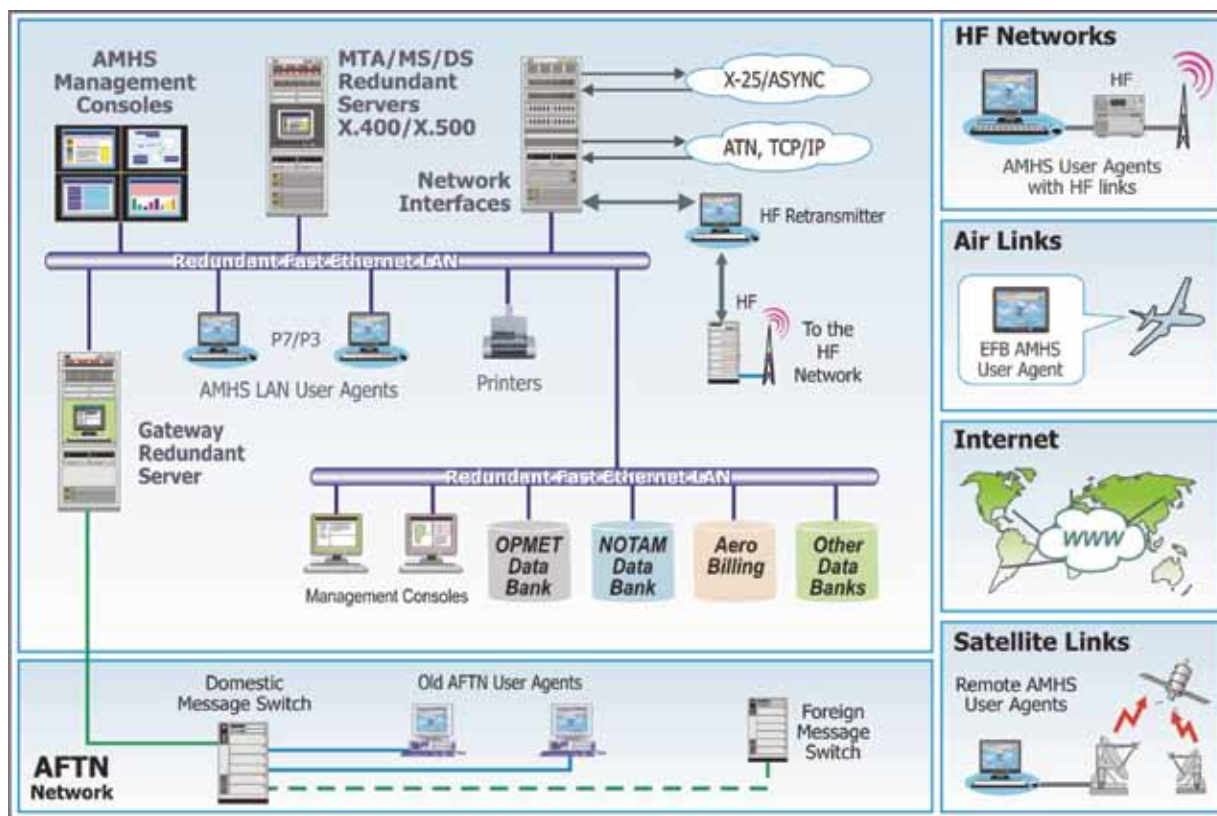 AMHS
Management
Consoles
MTA/MS/DS
Redundant
Servers
X.400/X.500
Network
Interfaces
X-25/ASYNC
ATN, TCP/IP
HF Retransmitter
HF
To the
HF
Network
Redundant Fast Ethernet LAN
P7/P3
AMHS LAN User Agents
Printers
Gateway
Redundant
Server
Redundant Fast Ethernet LAN
Management Consoles
OPMET
Data
Bank
NOTAM
Data
Bank
Aero
Billing
Other
Data
Banks
Domestic
Message Switch
Old AFTN User Agents
Foreign
Message
Switch
AFTN
Network
HF Networks
HF
AMHS User Agents
with HF links
Air Links
EFB AMHS
User Agent
Internet
WWW
Satellite Links
Remote AMHS
User Agents